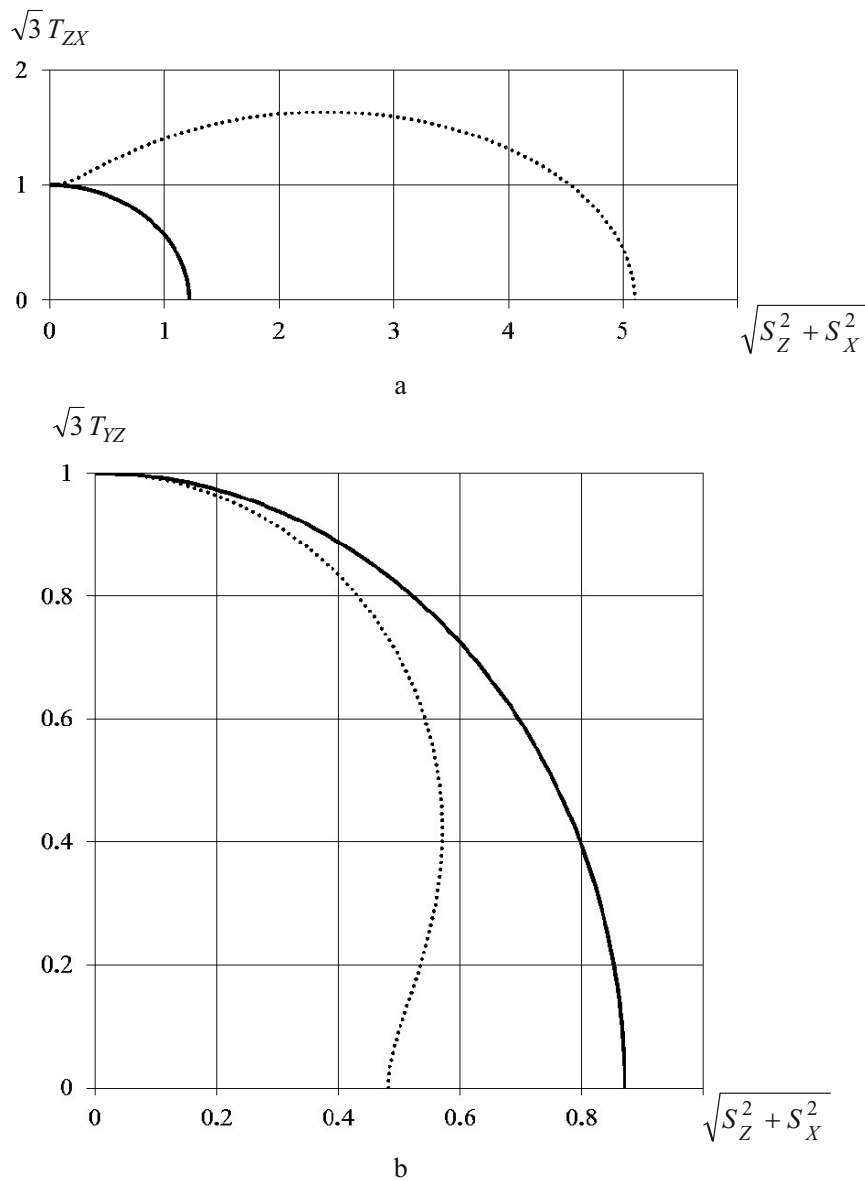 √3 T_ZX
2
1
0
0 1 2 3 4 5
√(S_Z^2 + S_X^2)
a
√3 T_YZ
1
0.8
0.6
0.4
0.2
0
0 0.2 0.4 0.6 0.8
√(S_Z^2 + S_X^2)
b